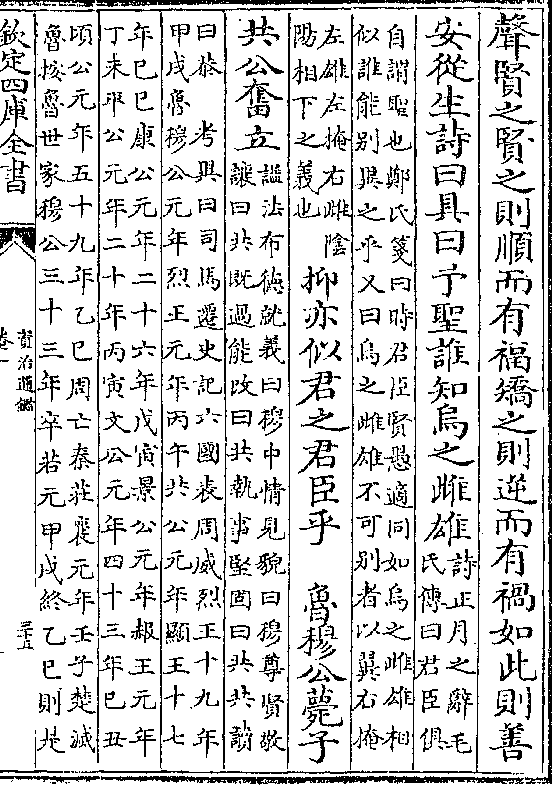 聲賢之賢之則順而有福矯之則逆而有禍如此則善
安從生詩曰具曰予聖誰知烏之雌雄
詩正月之辭毛
氏傳曰君臣俱
自謂聖也鄭氏箋曰時君臣賢愚適同如烏之雌雄相
似誰能别異之乎又曰烏之雌雄不可别者以翼右掩
左雄左掩右雌陰
陽相下之義也
抑亦似君之君臣乎　魯穆公薨子
共公奮立
諡法布德就義曰穆中情見貌曰穆尊賢敬
讓曰共既過能改曰共執事堅固曰共共讀
曰恭　考異曰司馬遷史記六國表周威烈王十九年
甲戌魯穆公元年烈王元年丙午共公元年顯王十七
年己巳康公元年二十六年戊寅景公元年赧王元年
丁未平公元年二十年丙寅文公元年四十三年己丑
頃公元年五十九年乙巳周亡秦莊襄元年壬子楚滅
魯按魯世家穆公三十三年卒若元甲戌終乙巳則是
欽定四庫全書
資治通鑑
卷一
三十五